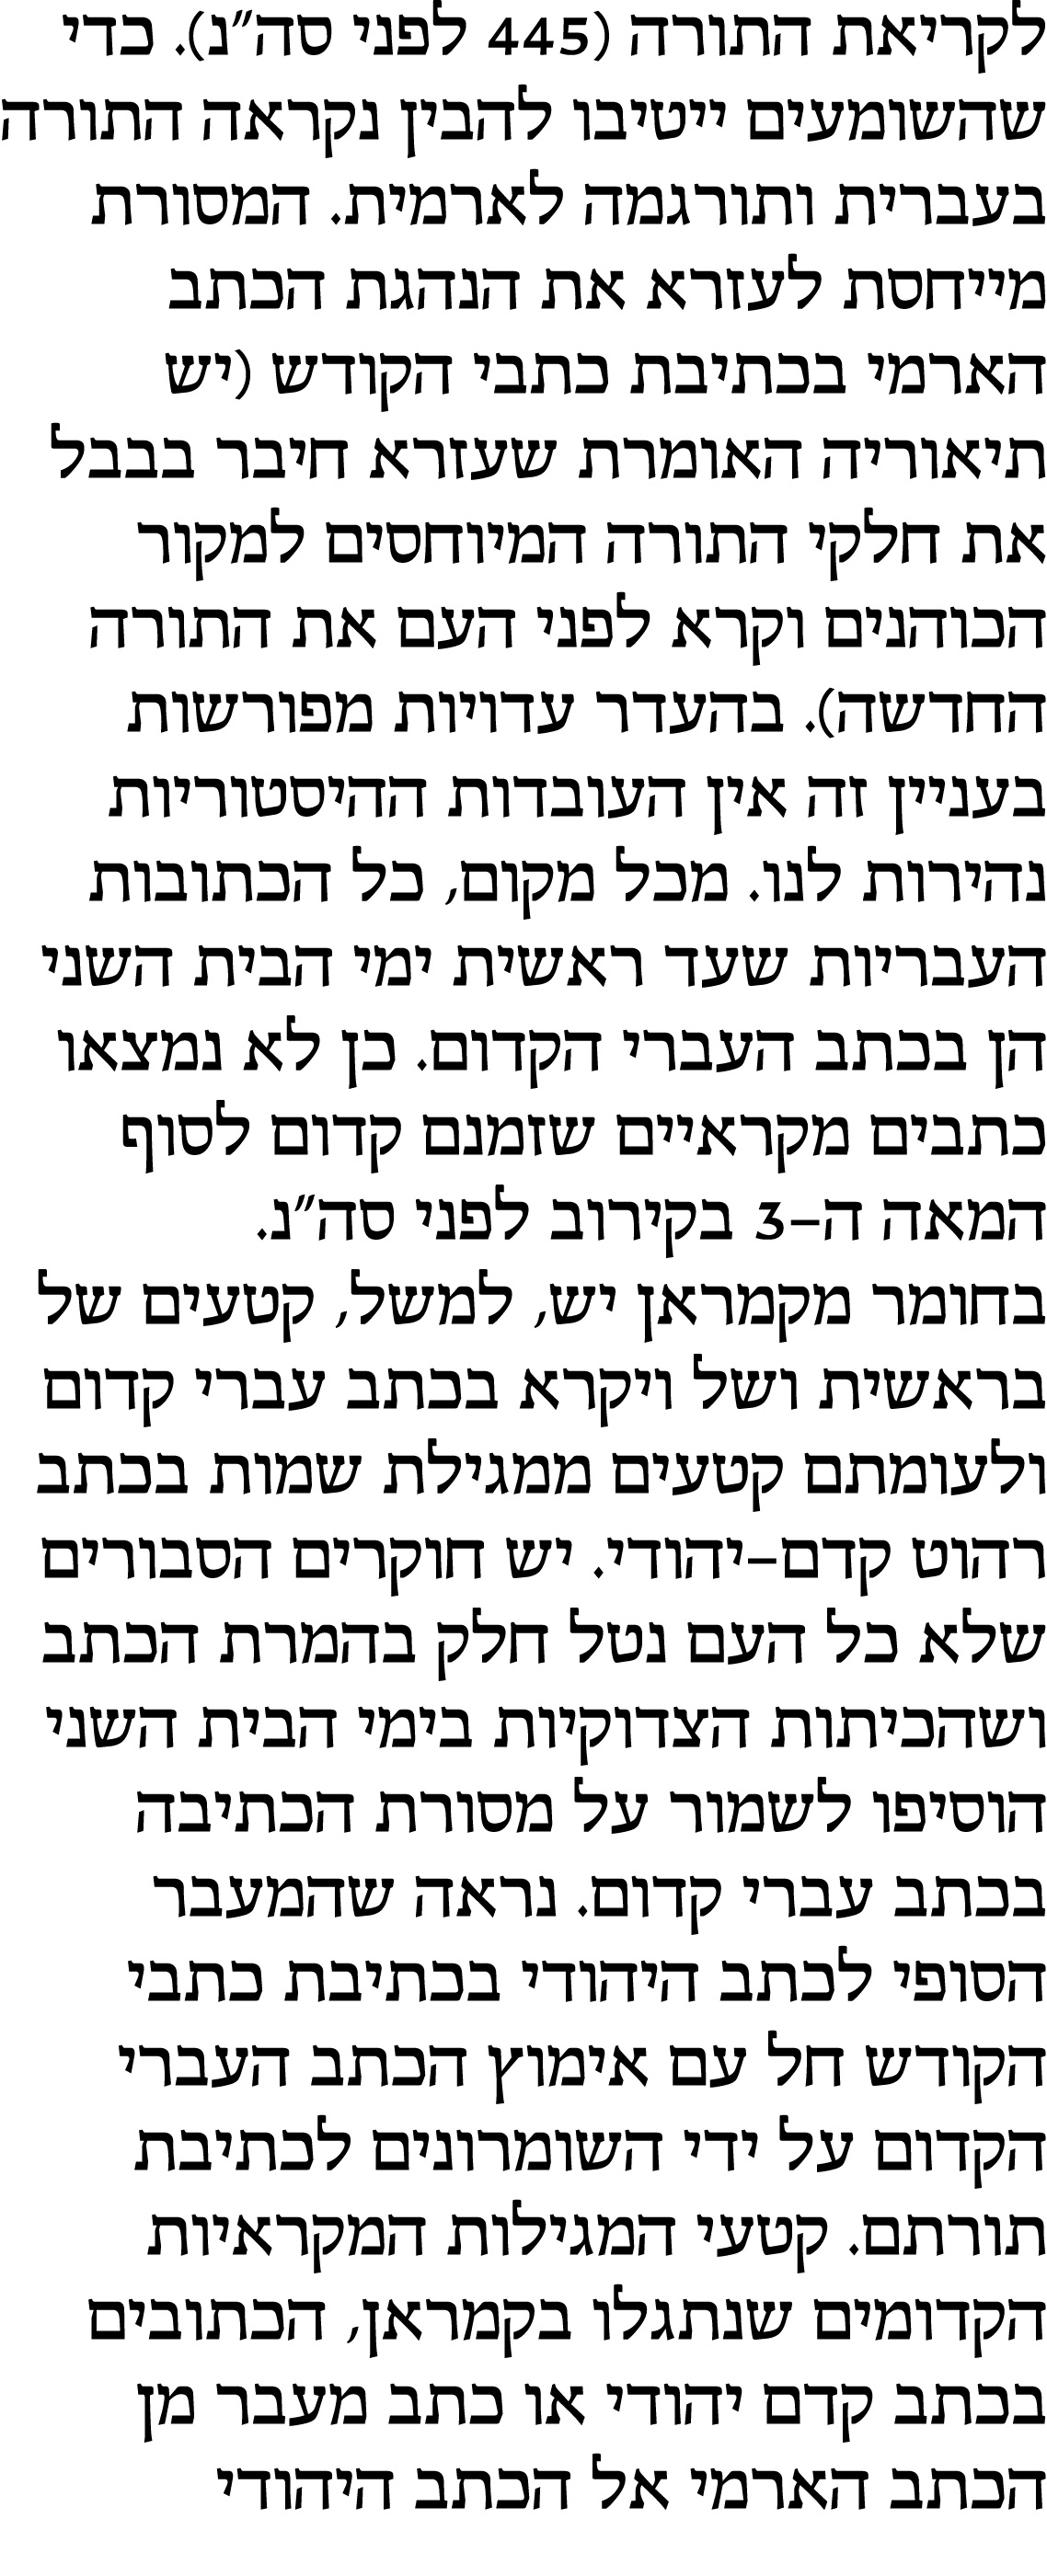 לקריאת התורה (445 לפני סה"נ). כדי
שהשומעים ייטיבו להבין נקראה התורה
בעברית ותורגמה לארמית. המסורת
מייחסת לעזרא את הנהגת הכתב
הארמי בכתיבת כתבי הקודש (יש
תיאוריה האומרת שעזרא חיבר בבבל
את חלקי התורה המיוחסים למקור
הכוהנים וקרא לפני העם את התורה
החדשה). בהעדר עדויות מפורשות
בעניין זה אין העובדות ההיסטוריות
נהירות לנו. מכל מקום, כל הכתובות
העבריות שעד ראשית ימי הבית השני
הן בכתב העברי הקדום. כן לא נמצאו
כתבים מקראיים שזמנם קדום לסוף
המאה ה–3 בקירוב לפני סה"נ.
בחומר מקמראן יש, למשל, קטעים של
בראשית ושל ויקרא בכתב עברי קדום
ולעומתם קטעים ממגילת שמות בכתב
רהוט קדם–יהודי. יש חוקרים הסבורים
שלא כל העם נטל חלק בהמרת הכתב
ושהכיתות הצדוקיות בימי הבית השני
הוסיפו לשמור על מסורת הכתיבה
בכתב עברי קדום. נראה שהמעבר
הסופי לכתב היהודי בכתיבת כתבי
הקודש חל עם אימוץ הכתב העברי
הקדום על ידי השומרונים לכתיבת
תורתם. קטעי המגילות המקראיות
הקדומים שנתגלו בקמראן, הכתובים
בכתב קדם יהודי או כתב מעבר מן
הכתב הארמי אל הכתב היהודי